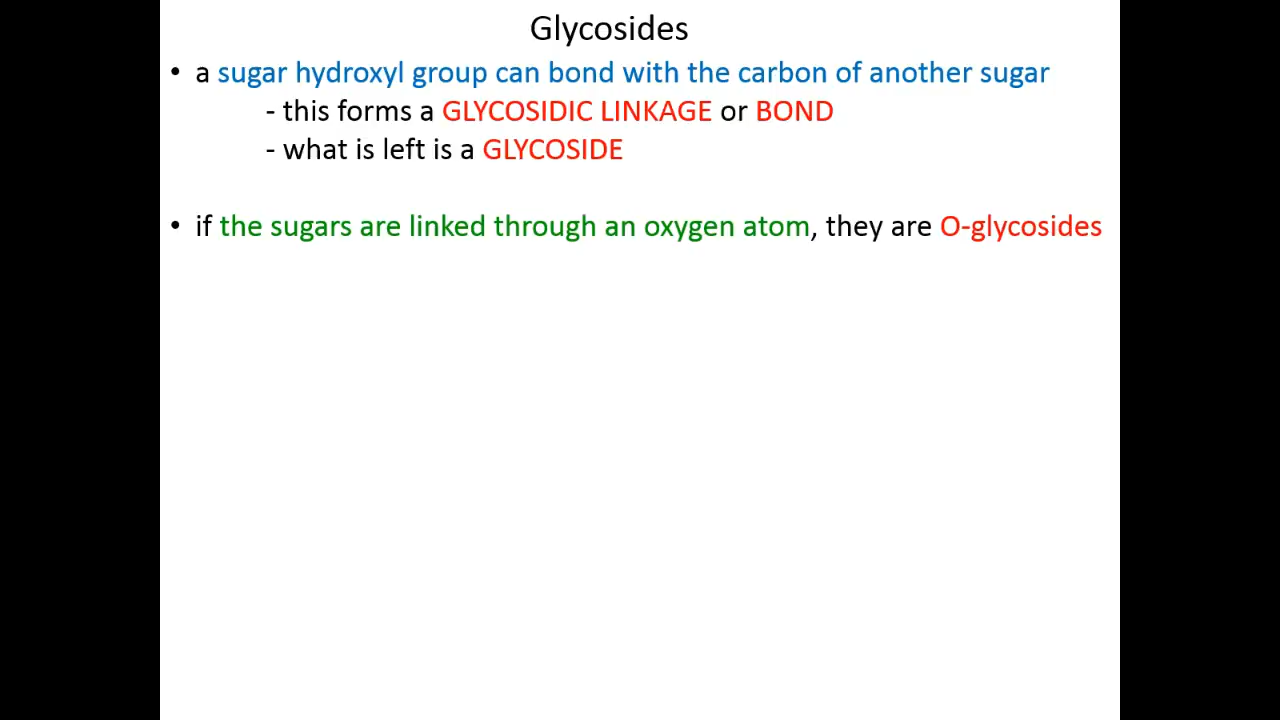 Glycosides
• a sugar hydroxyl group can bond with the carbon of another sugar
- this forms a GLYCOSIDIC LINKAGE or BOND
- what is left is a GLYCOSIDE
• if the sugars are linked through an oxygen atom, they are O-glycosides